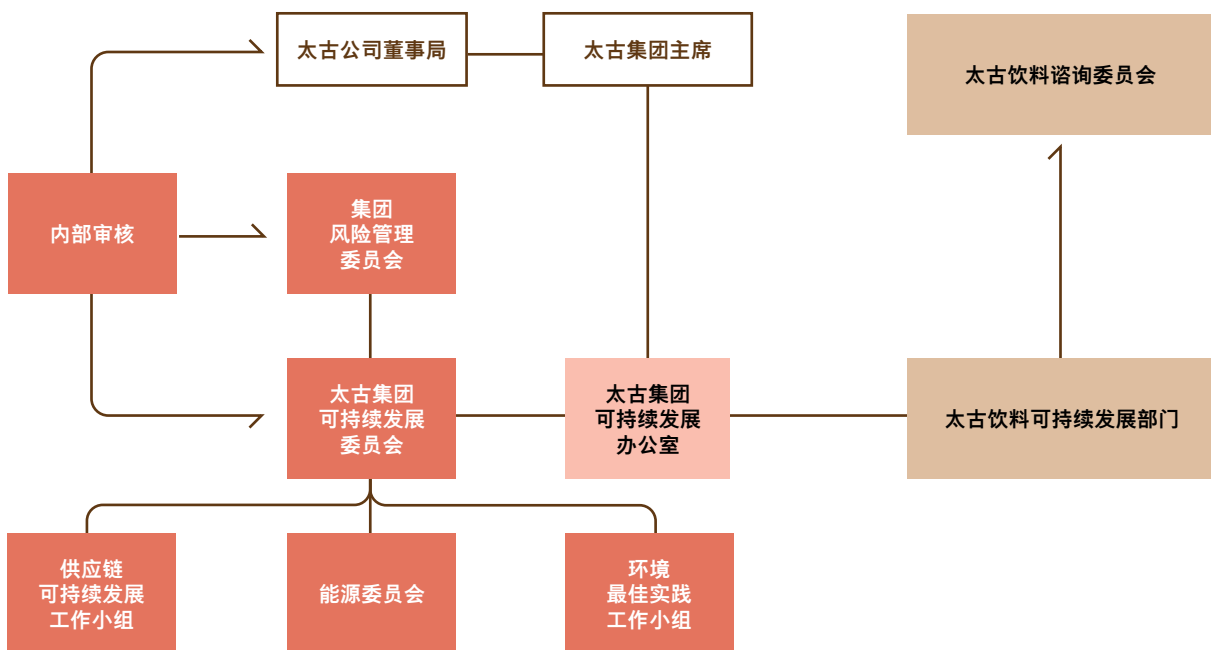 太古公司董事局
太古集团主席
太古饮料谘询委员会
内部审核
集团
风险管理
委员会
太古集团
可持续发展
委员会
太古集团
可持续发展
办公室
太古饮料可持续发展部门
供应链
可持续发展
工作小组
能源委员会
环境
最佳实践
工作小组